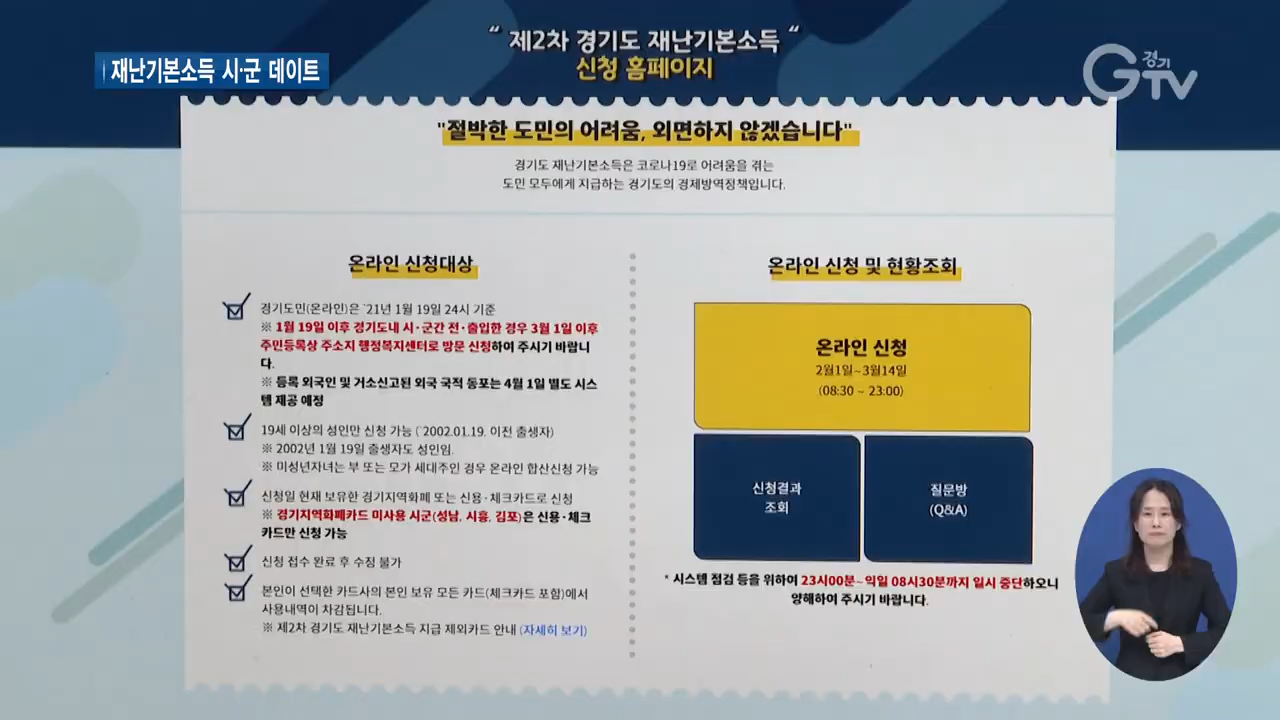 “ 제2차 경기도 재난기본소득 “
신청 홈페이지
재난기본소득 시·군 데이트
경기 GTV
"절박한 도민의 어려움, 외면하지 않겠습니다"
경기도 재난기본소득은 코로나19로 어려움을 겪는
도민 모두에게 지급하는 경기도의 경제방역정책입니다.
온라인 신청대상
경기도민(온라인)은 `21년 1월 19일 24시 기준
※ 1월 19일 이후 경기도내 시·군간 전·출입한 경우 3월 1일 이후
주민등록상 주소지 행정복지센터로 방문 신청하여 주시기 바랍니
다.
※ 등록 외국인 및 거소신고된 외국 국적 동포는 4월 1일 별도 시스
템 제공 예정
19세 이상의 성인만 신청 가능 (`2002.01.19. 이전 출생자)
※ 2002년 1월 19일 출생자도 성인임.
※ 미성년자녀는 부 또는 모가 세대주인 경우 온라인 합산신청 가능
신청일 현재 보유한 경기지역화폐 또는 신용·체크카드로 신청
※ 경기지역화폐카드 미사용 시군(성남, 시흥, 김포)은 신용·체크
카드만 신청 가능
신청 접수 완료 후 수정 불가
본인이 선택한 카드사의 본인 보유 모든 카드(체크카드 포함)에서
사용내역이 차감됩니다.
※ 제2차 경기도 재난기본소득 지급 제외카드 안내 (자세히 보기)
온라인 신청 및 현황조회
온라인 신청
2월1일~3월14일
(08:30 ~ 23:00)
신청결과
조회
질문방
(Q&A)
* 시스템 점검 등을 위하여 23시00분~ 익일 08시30분까지 일시 중단하오니
양해하여 주시기 바랍니다.